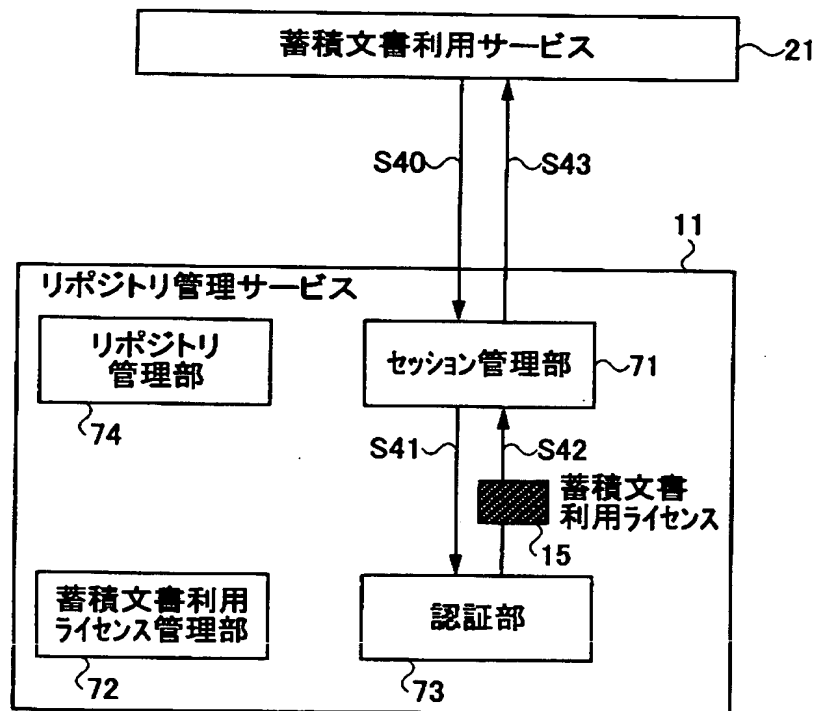 蓄積文書利用サービス
21
S40
S43
11
リポジトリ管理サービス
リポジトリ
管理部
74
セッション管理部
71
S41
S42
蓄積文書
利用ライセンス
15
蓄積文書利用
ライセンス管理部
72
認証部
73